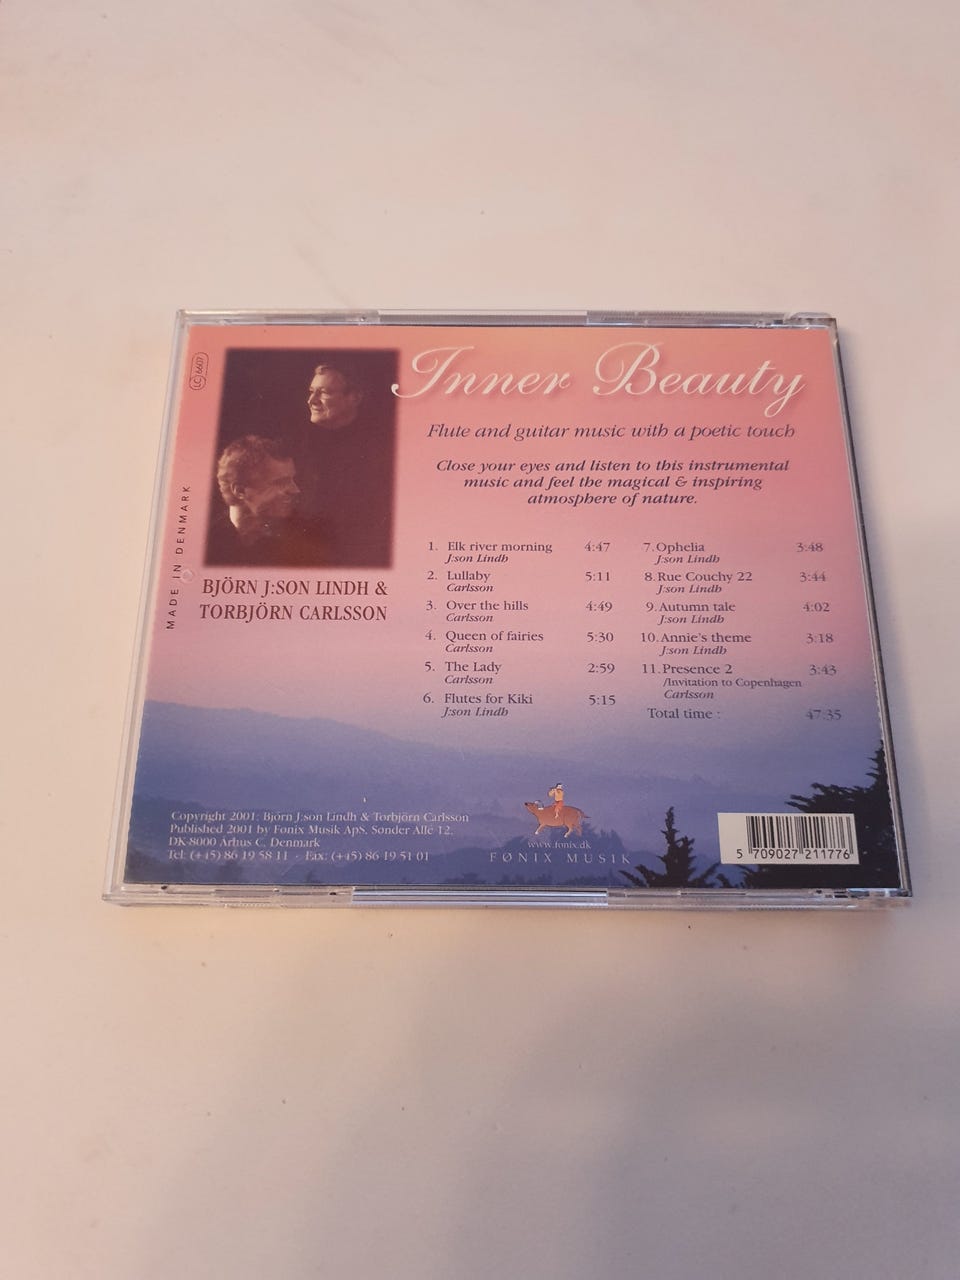 LC 6607
MADE IN DENMARK
Inner Beauty
Flute and guitar music with a poetic touch
Close your eyes and listen to this instrumental
music and feel the magical & inspiring
atmosphere of nature.
BJÖRN J:SON LINDH &
TORBJÖRN CARLSSON
1. Elk river morning 4:47
J:son Lindh
2. Lullaby 5:11
Carlsson
3. Over the hills 4:49
Carlsson
4. Queen of fairies 5:30
Carlsson
5. The Lady 2:59
Carlsson
6. Flutes for Kiki 5:15
J:son Lindh
7. Ophelia 3:48
J:son Lindh
8. Rue Couchy 22 3:44
J:son Lindh
9. Autumn tale 4:02
J:son Lindh
10. Annie's theme 3:18
J:son Lindh
11. Presence 2 3:43
/Invitation to Copenhagen
Carlsson
Total time : 47:35
Copyright 2001: Björn J:son Lindh & Torbjörn Carlsson
Published 2001 by Fonix Musik ApS. Sonder Allé 12.
DK-8000 Århus C. Denmark
Tel: (+45) 86 19 58 11 · Fax: (+45) 86 19 51 01
www.fonix.dk
FØNIX MUSIK
5 709027 211776